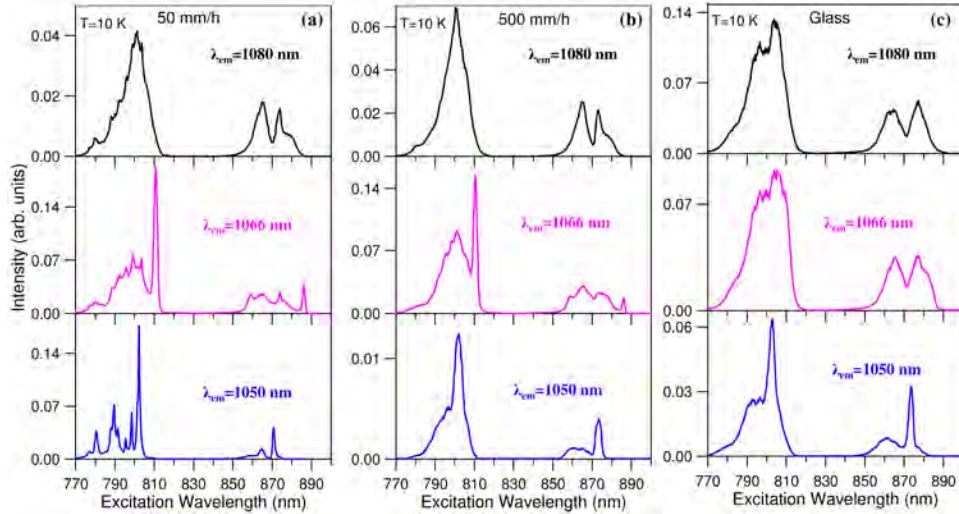 T=10 K 50 mm/h (a)
λem=1080 nm
0.04
0.02
0.00
λem=1066 nm
0.14
0.07
0.00
λem=1050 nm
0.14
0.07
0.00
770 790 810 830 850 870 890
Excitation Wavelength (nm)
Intensity (arb. units)
T=10 K 500 mm/h (b)
λem=1080 nm
0.06
0.04
0.02
0.00
λem=1066 nm
0.14
0.07
0.00
λem=1050 nm
0.01
0.00
770 790 810 830 850 870 890
Excitation Wavelength (nm)
T=10 K Glass (c)
λem=1080 nm
0.14
0.07
0.00
λem=1066 nm
0.07
0.00
λem=1050 nm
0.06
0.03
0.00
770 790 810 830 850 870 890
Excitation Wavelength (nm)